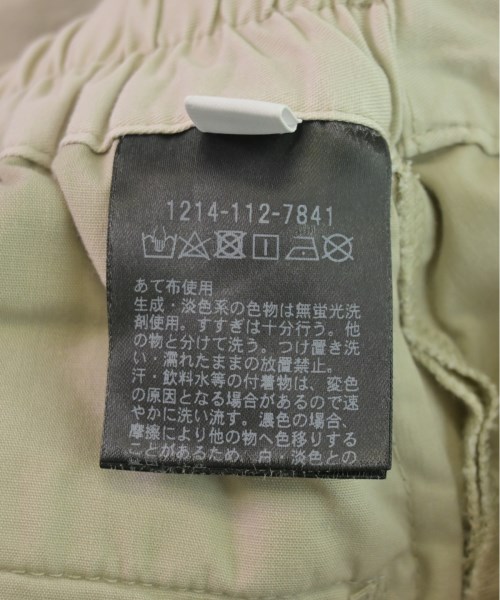 1214-112-7841
あて布使用
生成・淡色系の色物は無蛍光洗
剤使用。すすぎは十分行う。他
の物と分けて洗う。つけ置き洗
い・濡れたままの放置禁止。
汗・飲料水等の付着物は、変色
の原因となる場合があるので速
やかに洗い流す。濃色の場合、
摩擦により他の物へ色移りする
ことがあるため、白・淡色との